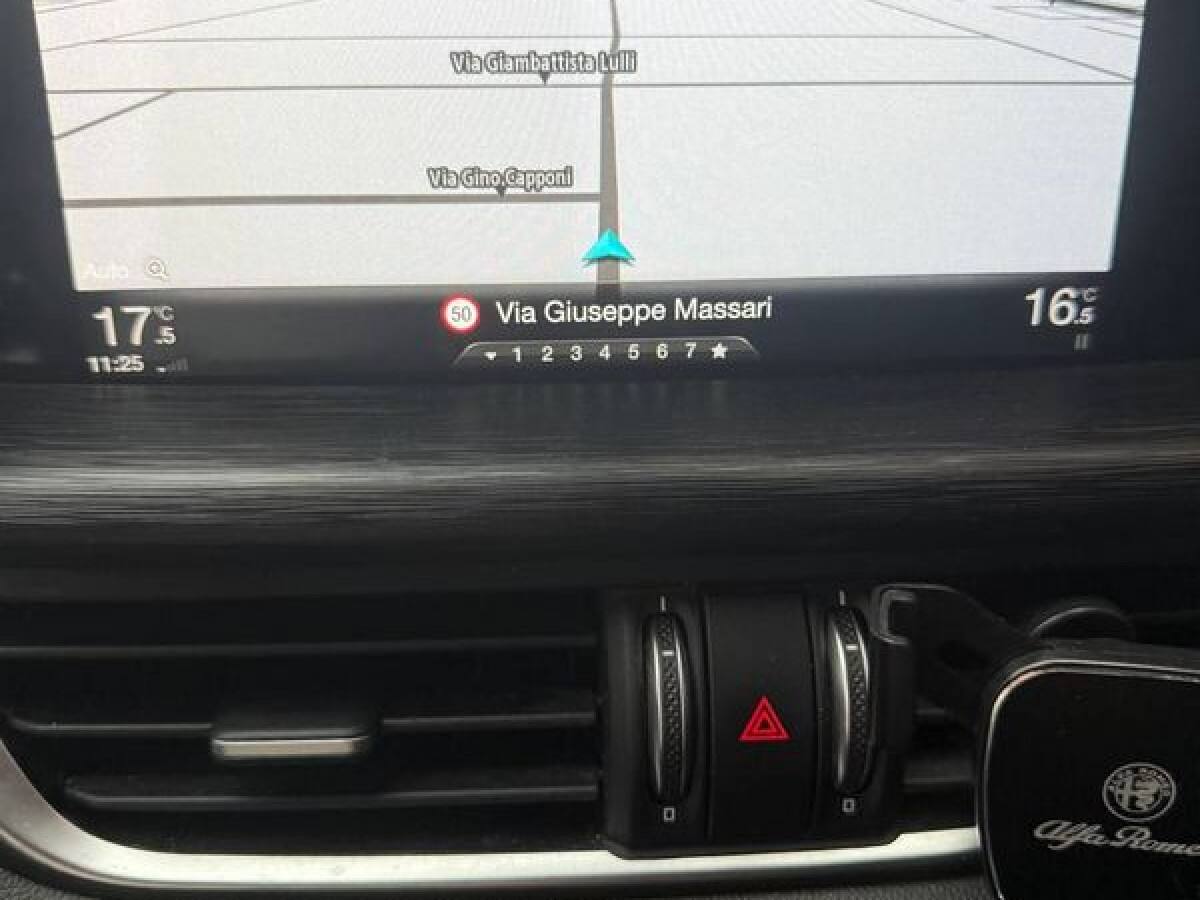 Via Giambattista Lulli
Via Gino Capponi
Auto
17.5 °C
50 Via Giuseppe Massari
16.5 °C
11:25
1 2 3 4 5 6 7
Alfa Rome